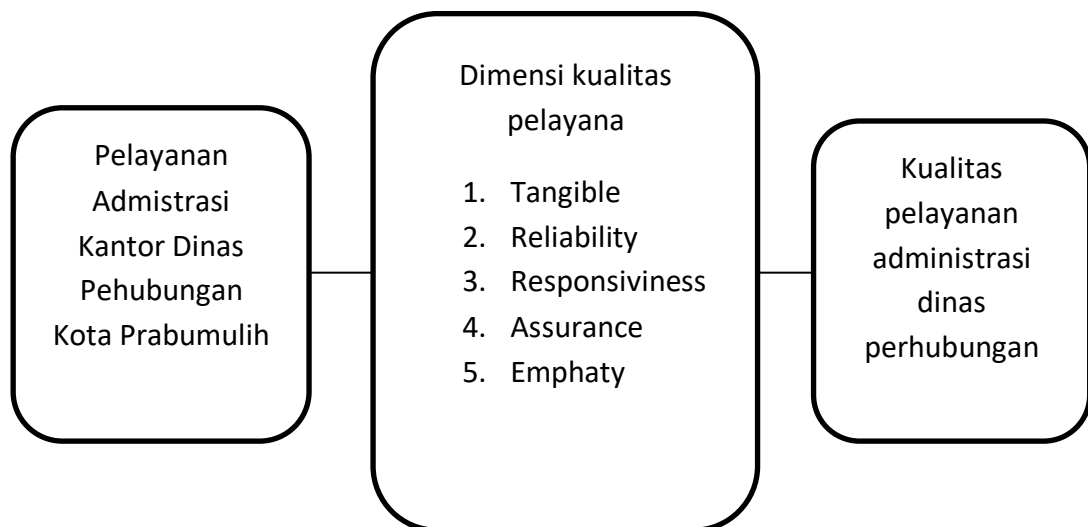 Pelayanan
Admistrasi
Kantor Dinas
Pehubungan
Kota Prabumulih
Dimensi kualitas
pelayana
1. Tangible
2. Reliability
3. Responsiviness
4. Assurance
5. Emphaty
Kualitas
pelayanan
administrasi
dinas
perhubungan